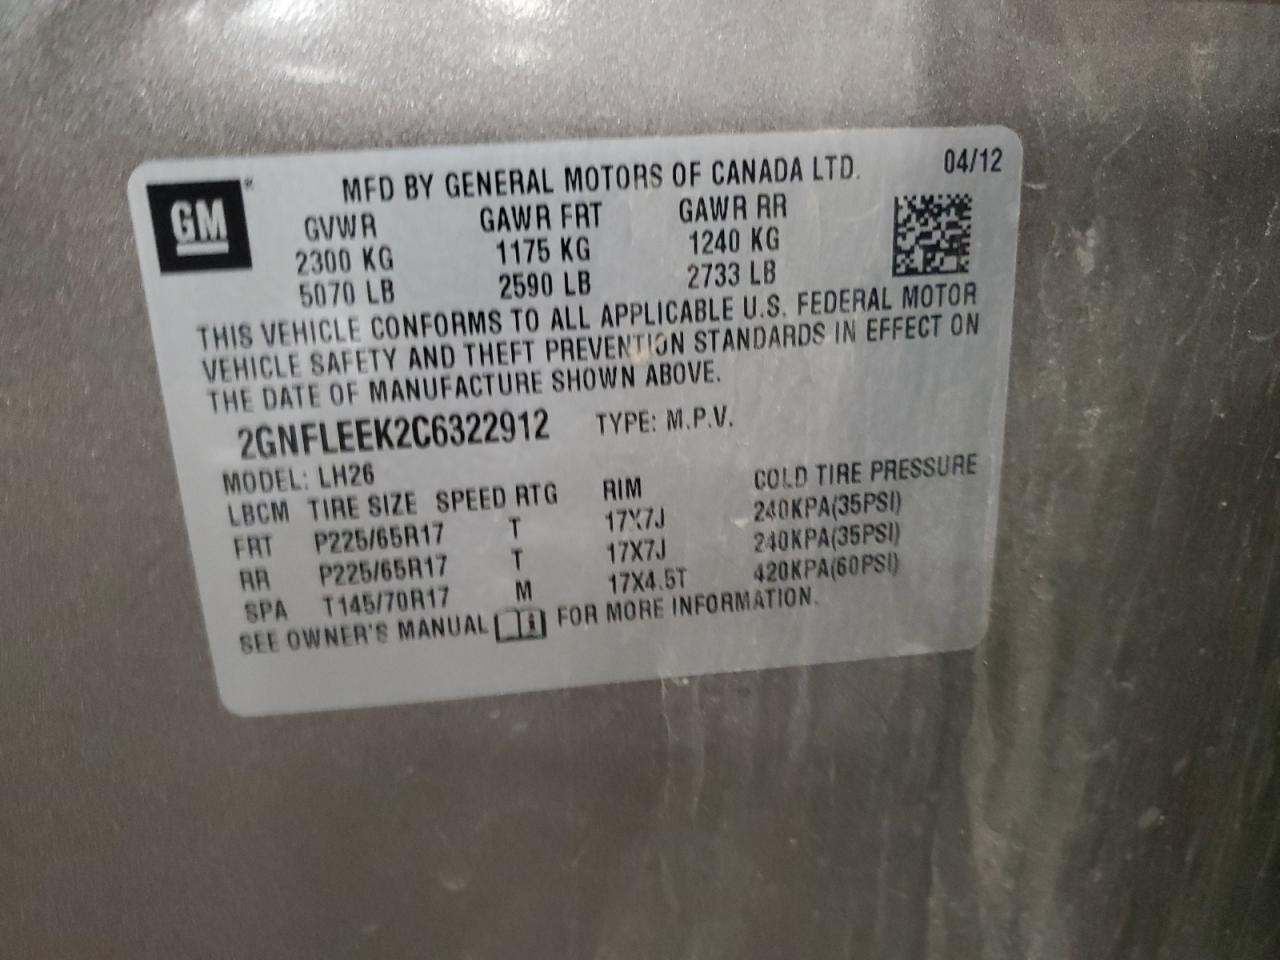 MFD BY GENERAL MOTORS OF CANADA LTD. 04/12
GM
GVWR GAWR FRT GAWR RR
2300 KG 1175 KG 1240 KG
5070 LB 2590 LB 2733 LB
THIS VEHICLE CONFORMS TO ALL APPLICABLE U.S. FEDERAL MOTOR
VEHICLE SAFETY AND THEFT PREVENTION STANDARDS IN EFFECT ON
THE DATE OF MANUFACTURE SHOWN ABOVE.
2GNFLEEK2C6322912 TYPE: M.P.V.
MODEL: LH26
LBCM TIRE SIZE SPEED RTG RIM COLD TIRE PRESSURE
FRT P225/65R17 T 17X7J 240KPA(35PSI)
RR P225/65R17 T 17X7J 240KPA(35PSI)
SPA T145/70R17 M 17X4.5T 420KPA(60PSI)
SEE OWNER'S MANUAL FOR MORE INFORMATION.